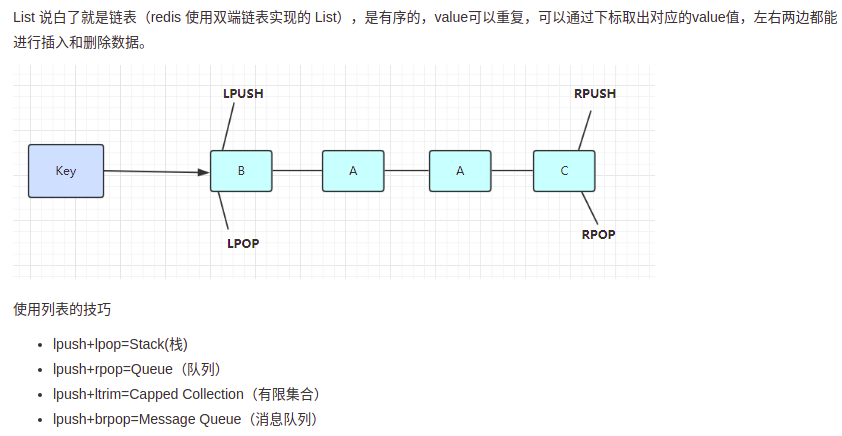 List 说白了就是链表（redis 使用双端链表实现的 List），是有序的，value可以重复，可以通过下标取出对应的value值，左右两边都能
进行插入和删除数据。
LPUSH
RPUSH
Key
B
A
A
C
LPOP
RPOP
使用列表的技巧
lpush+lpop=Stack(栈)
lpush+rpop=Queue（队列）
lpush+ltrim=Capped Collection（有限集合）
lpush+brpop=Message Queue（消息队列）